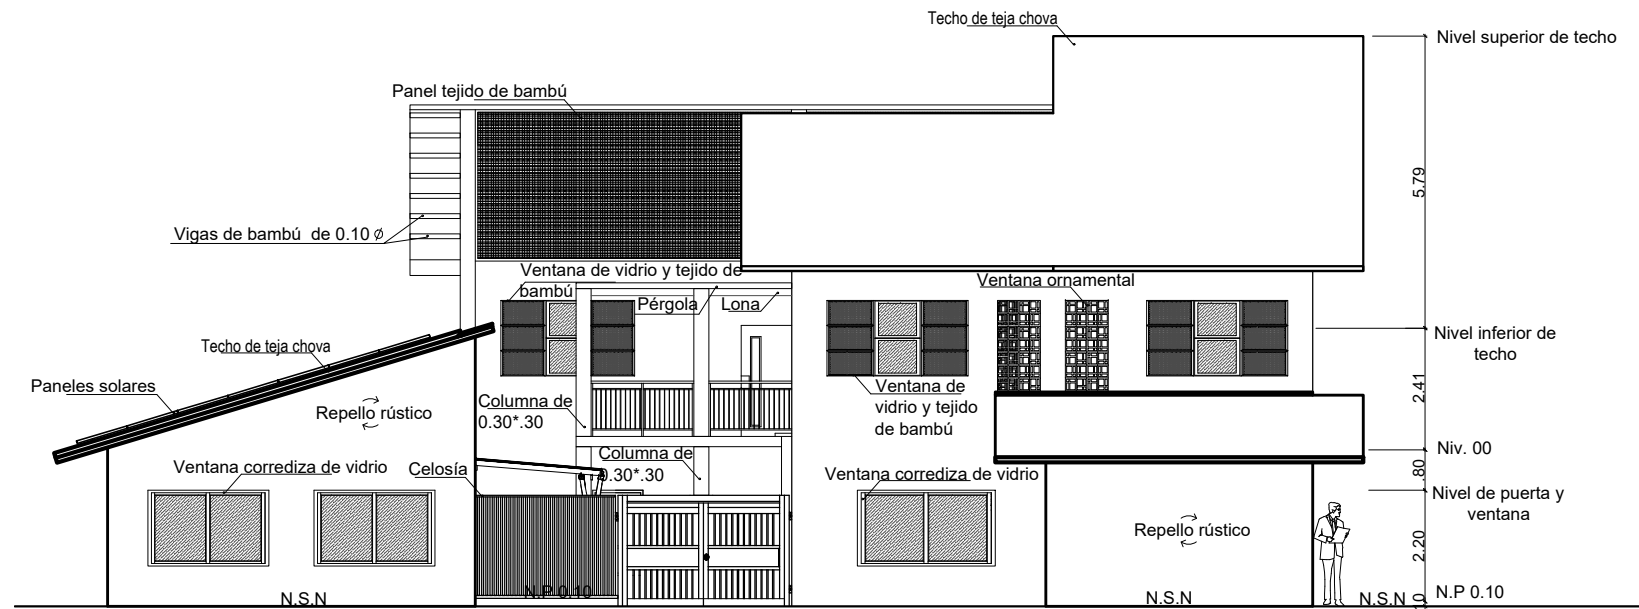 Techo de teja chova
Nivel superior de techo
Panel tejido de bambú
5.79
Vigas de bambú de 0.10 ø
Ventana de vidrio y tejido de
bambú
Pérgola
Lona
Ventana ornamental
Nivel inferior de
techo
Techo de teja chova
Paneles solares
Repello rústico
Columna de
0.30*.30
Ventana de
vidrio y tejido
de bambú
2.41
Niv. 00
Columna de
0.30*.30
Ventana corrediza de vidrio
Celosía
Ventana corrediza de vidrio
.80
Nivel de puerta y
ventana
Repello rústico
2.20
N.S.N
N.P 0.10
N.S.N
N.S.N
.10
N.P 0.10